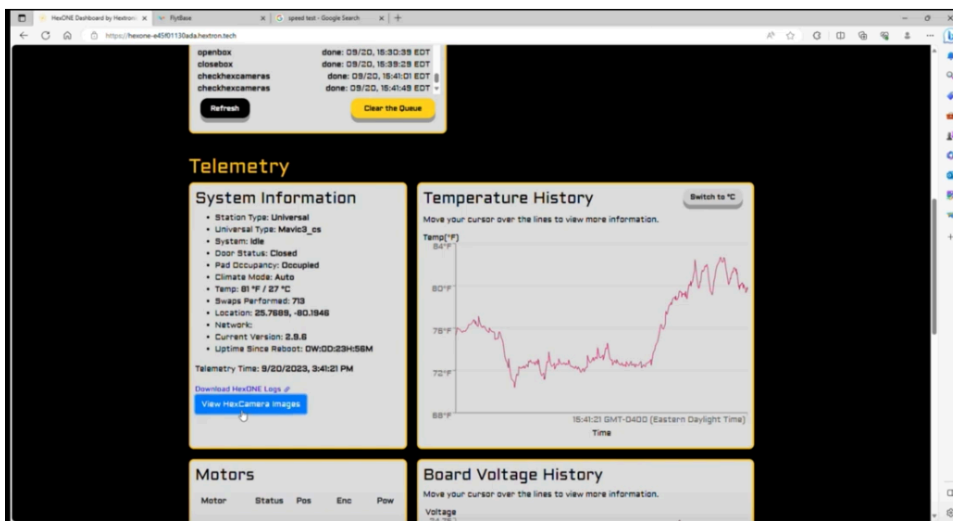 HexONE Dashboard by Hextron
FlytBase
speed test - Google Search
https://hexone-e45f01130ada.hextron.tech
openbox done: 09/20, 15:30:39 EDT
closebox done: 09/20, 15:39:29 EDT
checkhexcameras done: 09/20, 15:41:01 EDT
checkhexcameras done: 09/20, 15:41:49 EDT
Refresh
Clear the Queue
Telemetry
System Information
Station Type: Universal
Universal Type: Mavic3_cs
System: Idle
Door Status: Closed
Pad Occupancy: Occupied
Climate Mode: Auto
Temp: 81 °F / 27 °C
Swaps Performed: 713
Location: 25.7689, -80.1946
Network:
Current Version: 2.9.6
Uptime Since Reboot: 0W:0D:23H:56M
Telemetry Time: 9/20/2023, 3:41:21 PM
Download HexONE Logs
View HexCamera Images
Temperature History
Switch to °C
Move your cursor over the lines to view more information.
Temp(°F)
84°F
80°F
76°F
72°F
68°F
15:41:21 GMT-0400 (Eastern Daylight Time)
Time
Motors
Motor Status Pos Enc Pow
Board Voltage History
Move your cursor over the lines to view more information.
Voltage